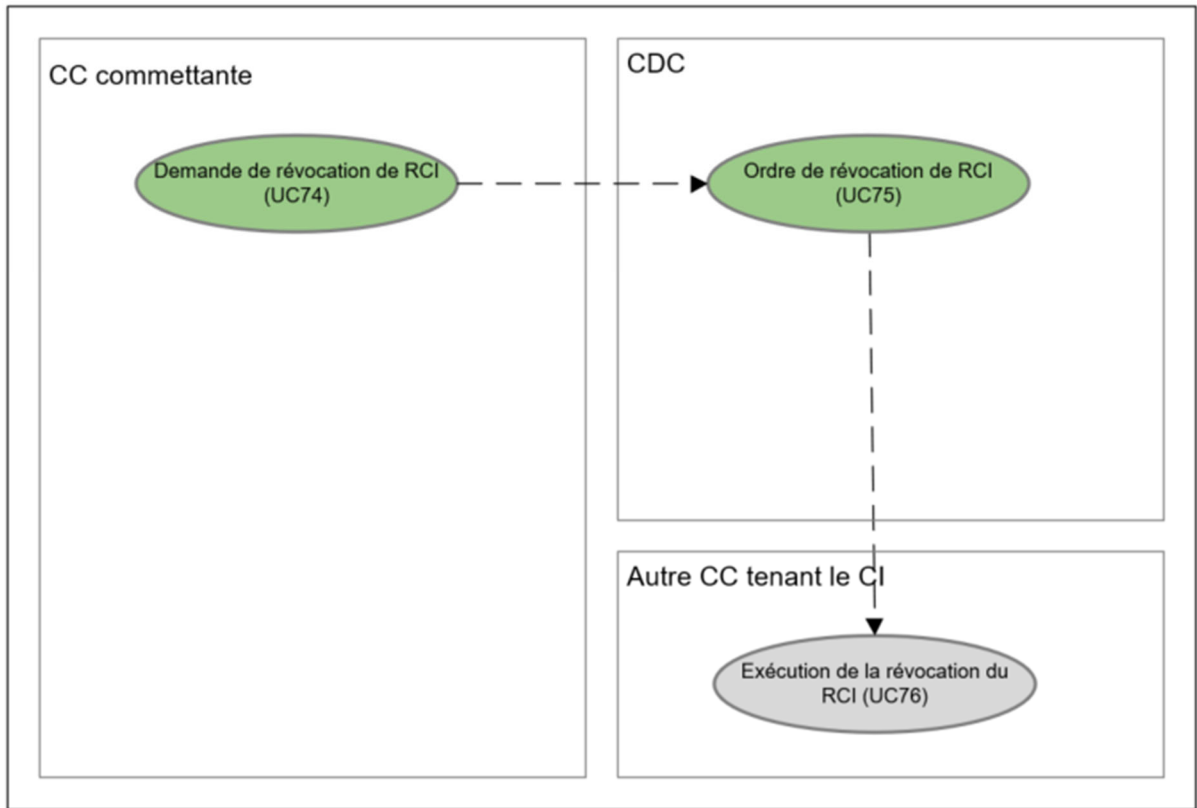 CC commettante
Demande de révocation de RCI
(UC74)
CDC
Ordre de révocation de RCI
(UC75)
Autre CC tenant le CI
Exécution de la révocation du
RCI (UC76)